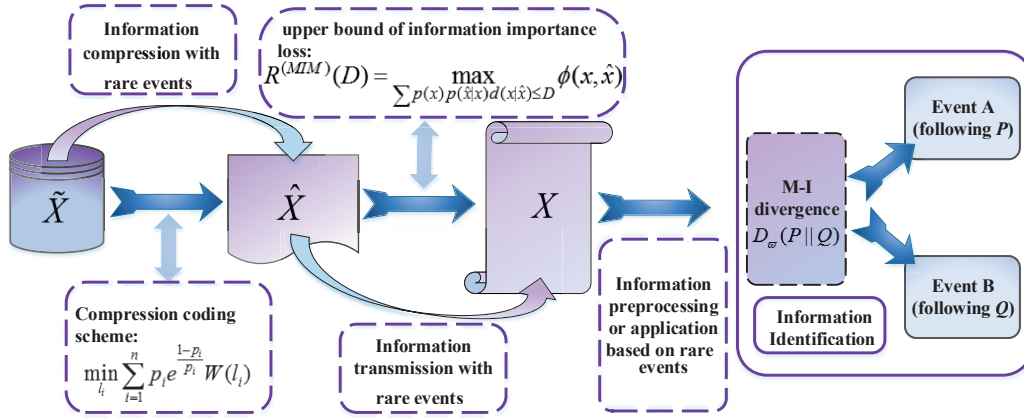 Information
compression with
rare events
upper bound of information importance
loss:
R^{(MIM)}(D) = max_{∑ p(x) p(x̂|x) d(x|x̂) ≤ D} ϕ(x, x̂)
X̃
X̂
X
Compression coding
scheme:
min_{l_i} ∑_{i=1}^{n} p_i e^{\frac{1-p_i}{p_i}} W(l_i)
Information
transmission with
rare events
Information
preprocessing
or application
based on rare
events
M-I
divergence
D_ϖ(P || Q)
Event A
(following P)
Event B
(following Q)
Information
Identification